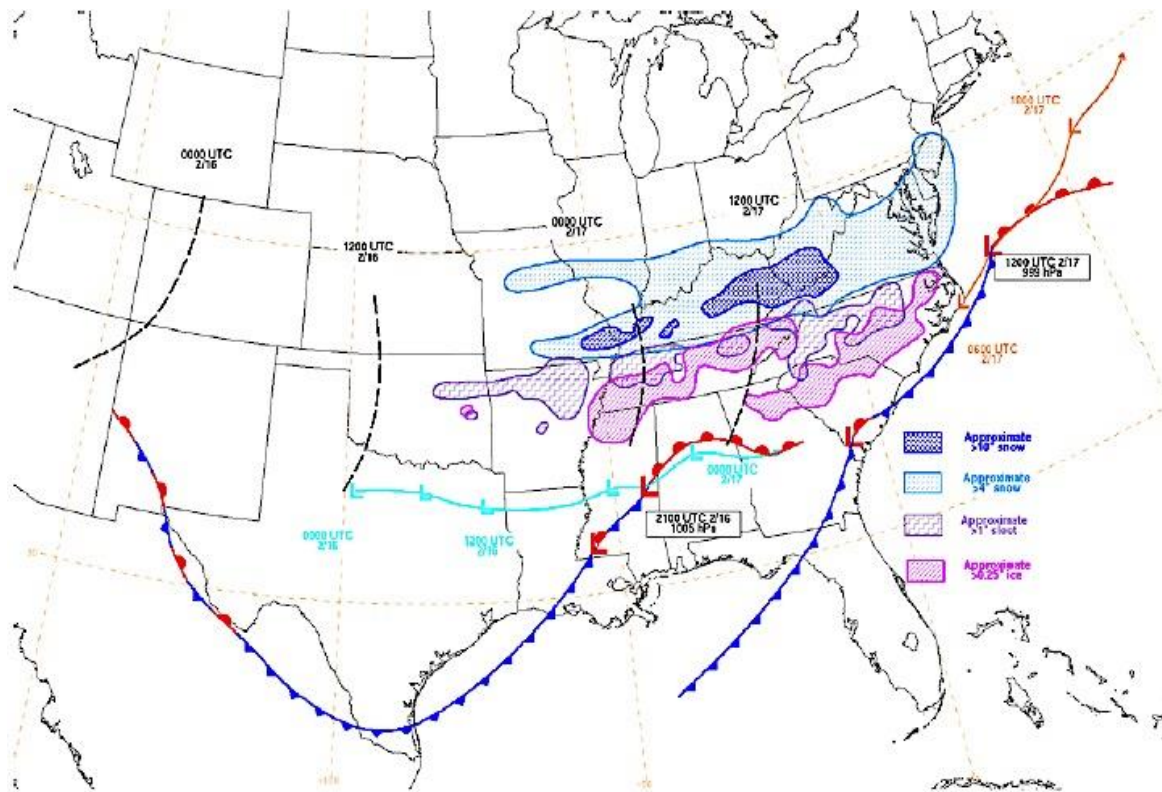 1000 UTC
2/17
0000 UTC
2/16
1200 UTC
2/17
0000 UTC
2/17
1200 UTC
2/16
1200 UTC 2/17
999 hPa
0600 UTC
2/17
0000 UTC
2/17
2100 UTC 2/16
1005 hPa
0000 UTC
2/16
1200 UTC
2/16
Approximate
>10" snow
Approximate
>4" snow
Approximate
>1" sleet
Approximate
>0.25" ice
L
L
L
L
L
L
L
L
L
L
L